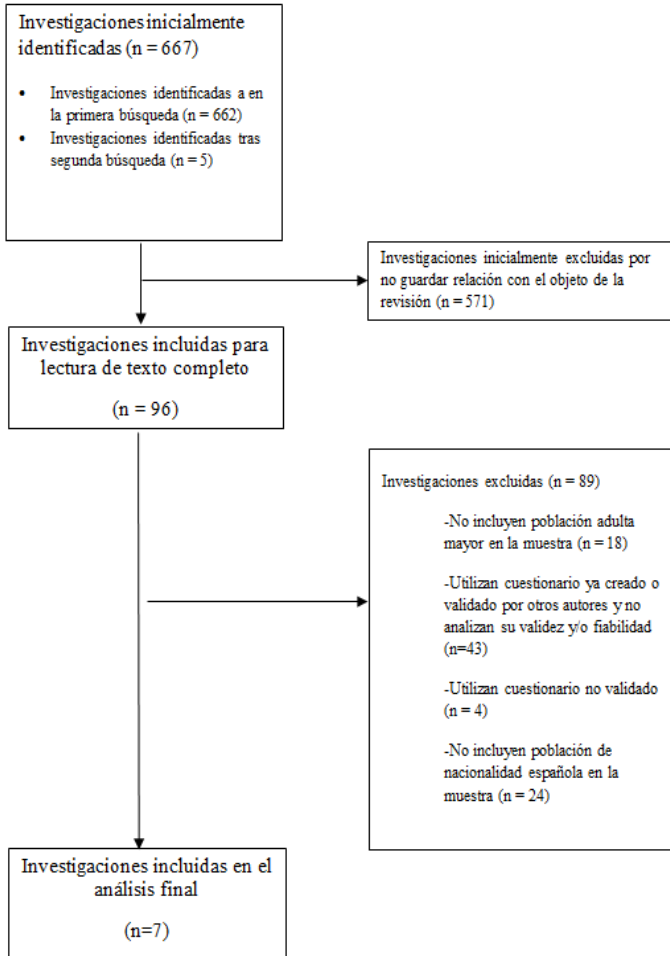 Investigaciones inicialmente
identificadas (n = 667)
• Investigaciones identificadas a en
la primera búsqueda (n = 662)
• Investigaciones identificadas tras
segunda búsqueda (n = 5)
Investigaciones inicialmente excluidas por
no guardar relación con el objeto de la
revisión (n = 571)
Investigaciones incluidas para
lectura de texto completo
(n = 96)
Investigaciones excluidas (n = 89)
-No incluyen población adulta
mayor en la muestra (n = 18)
-Utilizan cuestionario ya creado o
validado por otros autores y no
analizan su validez y/o fiabilidad
(n=43)
-Utilizan cuestionario no validado
(n = 4)
-No incluyen población de
nacionalidad española en la
muestra (n = 24)
Investigaciones incluidas en el
análisis final
(n=7)